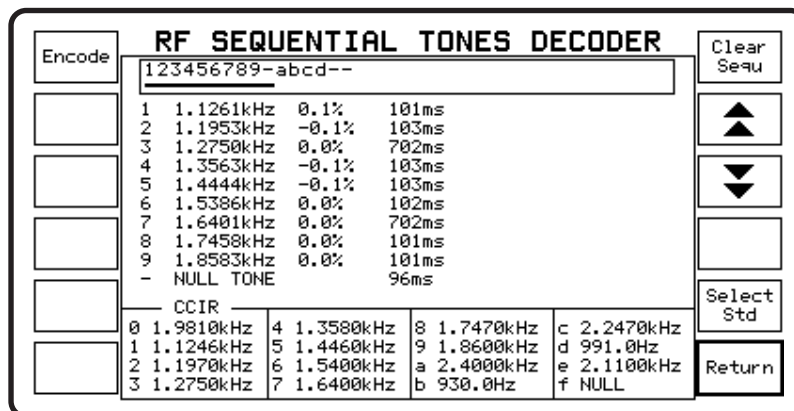 RF SEQUENTIAL TONES DECODER
Encode
Clear
Sequ
123456789-abcd--
1 1.1261kHz 0.1% 101ms
2 1.1953kHz -0.1% 103ms
3 1.2750kHz 0.0% 702ms
4 1.3563kHz -0.1% 103ms
5 1.4444kHz -0.1% 103ms
6 1.5386kHz 0.0% 102ms
7 1.6401kHz 0.0% 702ms
8 1.7458kHz 0.0% 101ms
9 1.8583kHz 0.0% 101ms
- NULL TONE 96ms
Select
Std
CCIR
0 1.9810kHz 4 1.3580kHz 8 1.7470kHz c 2.2470kHz
1 1.1246kHz 5 1.4460kHz 9 1.8600kHz d 991.0Hz
2 1.1970kHz 6 1.5400kHz a 2.4000kHz e 2.1100kHz
3 1.2750kHz 7 1.6400kHz b 930.0Hz f NULL
Return